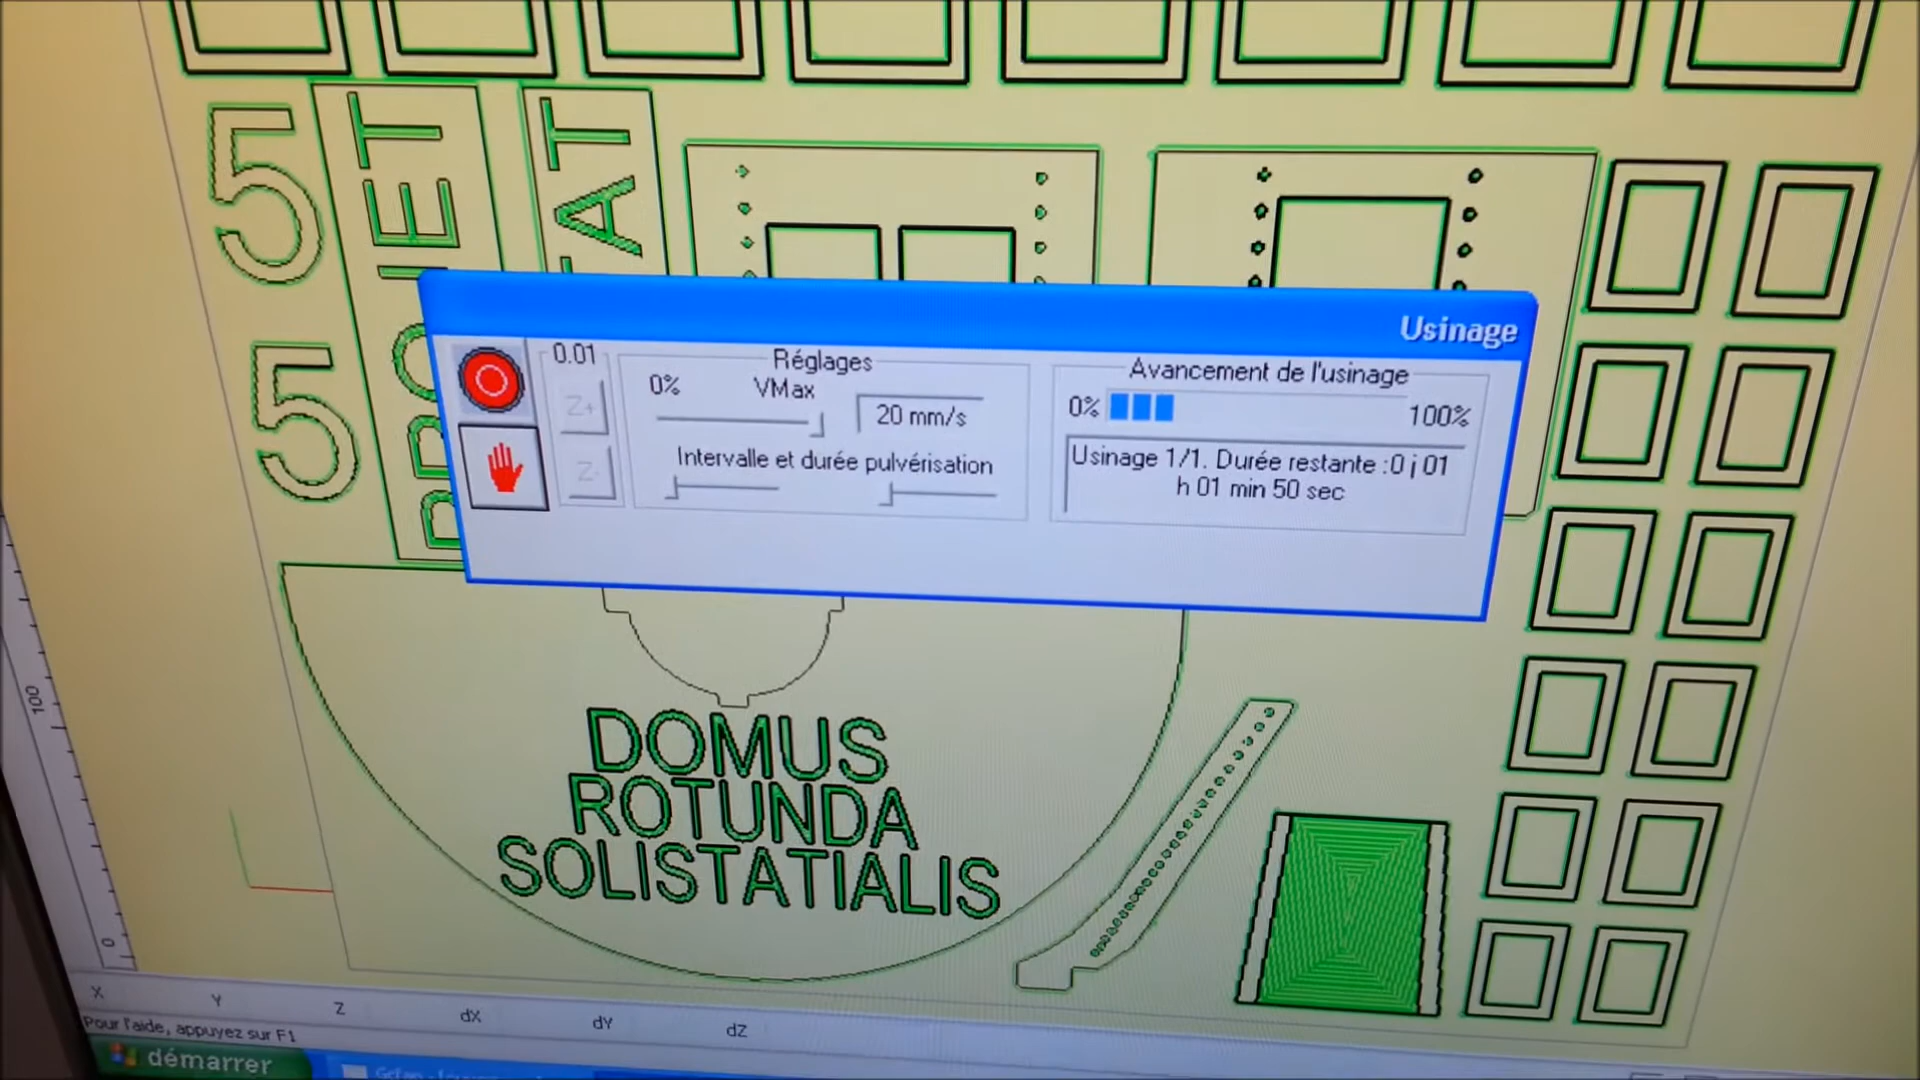 5
PROJET
TAT
Usinage
0.01
Réglages
Avancement de l'usinage
0%
VMax
20 mm/s
0%
100%
Z+
Z-
Intervalle et durée pulvérisation
Usinage 1/1. Durée restante :0 j 01
h 01 min 50 sec
5
DOMUS
ROTUNDA
SOLISTATIALIS
100
0
X Y Z dX dY dZ
Pour l'aide, appuyez sur F1
démarrer